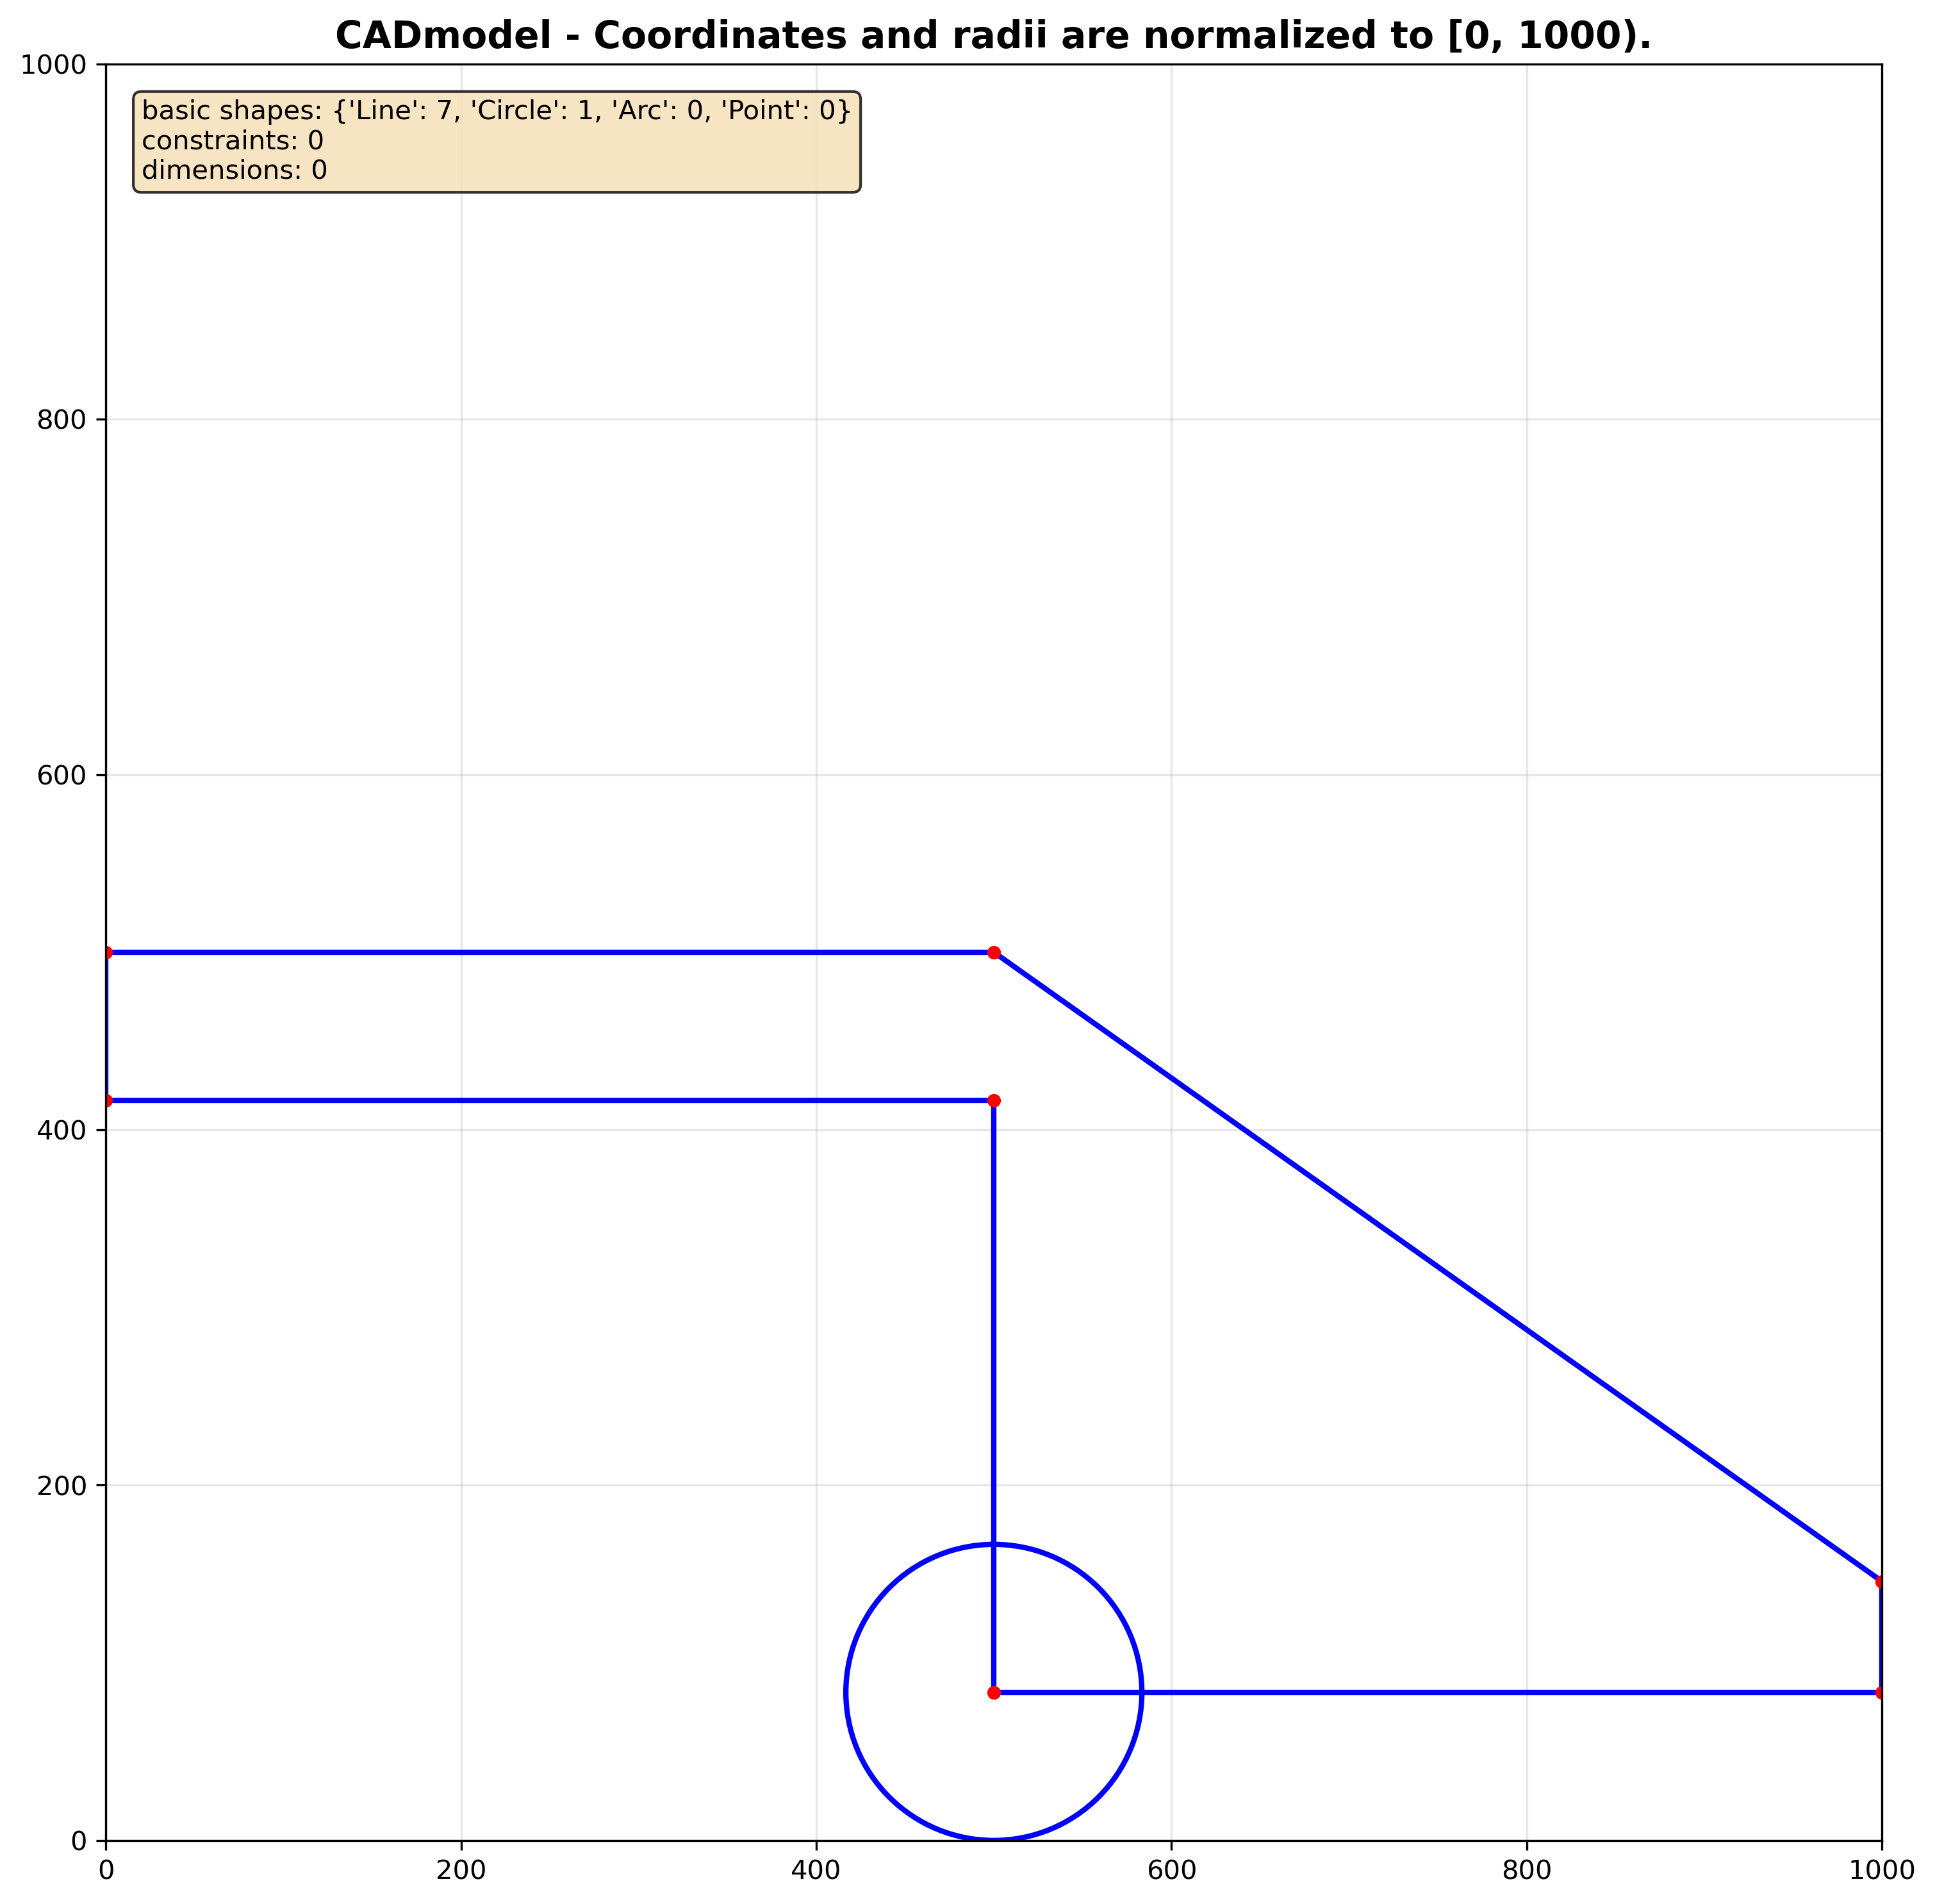 CADmodel - Coordinates and radii are normalized to [0, 1000).
basic shapes: {'Line': 7, 'Circle': 1, 'Arc': 0, 'Point': 0}
constraints: 0
dimensions: 0
1000
800
600
400
200
0
0 200 400 600 800 1000